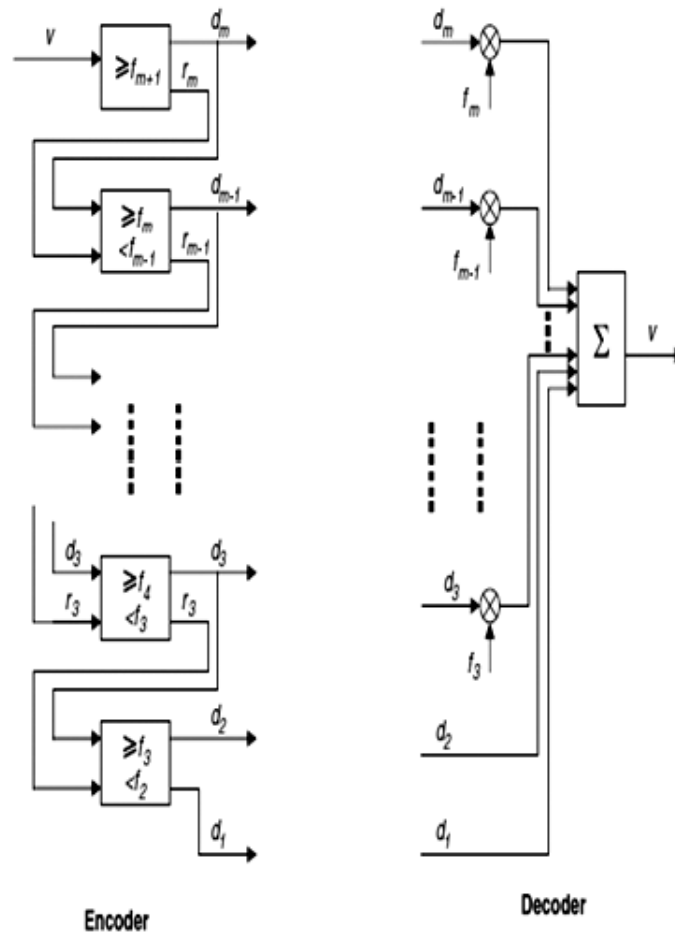 v
≥f_{m+1}
d_m
r_m
≥f_m
<f_{m-1}
d_{m-1}
r_{m-1}
d_3
r_3
≥f_4
<f_3
d_3
r_3
≥f_3
<f_2
d_2
d_1
Encoder
d_m
f_m
d_{m-1}
f_{m-1}
Σ
v
d_3
f_3
d_2
d_1
Decoder